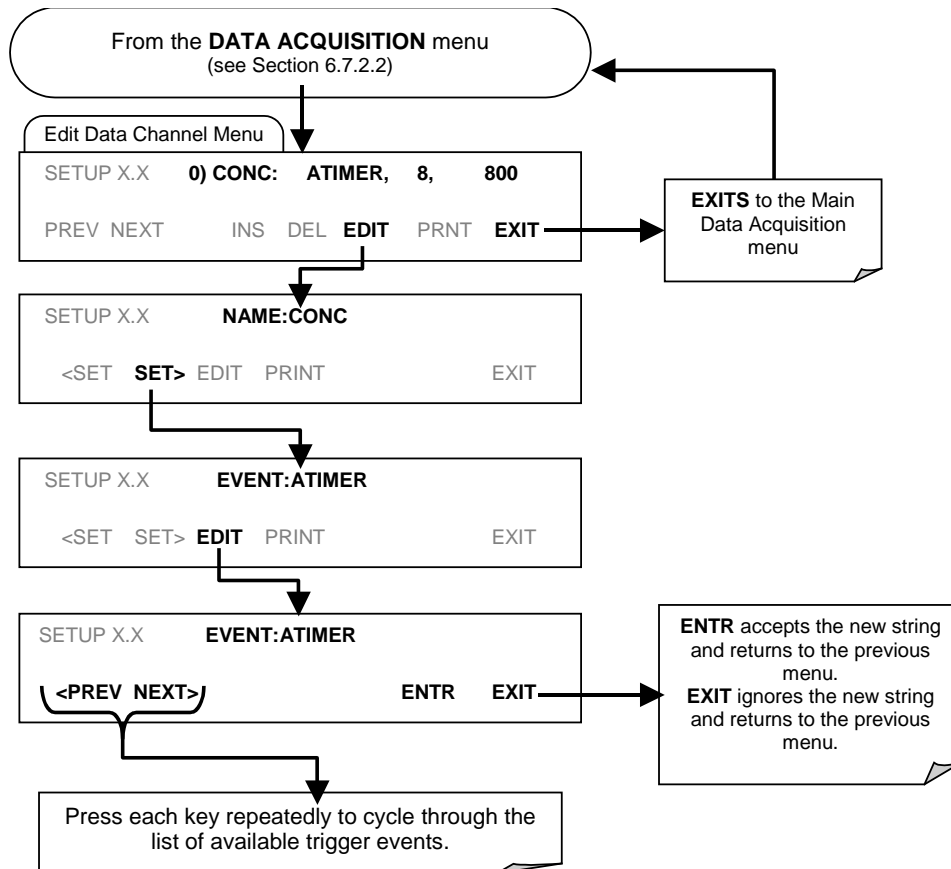 From the DATA ACQUISITION menu
(see Section 6.7.2.2)
Edit Data Channel Menu
SETUP X.X 0) CONC: ATIMER, 8, 800
PREV NEXT INS DEL EDIT PRNT EXIT
EXITS to the Main
Data Acquisition
menu
SETUP X.X NAME:CONC
<SET SET> EDIT PRINT EXIT
SETUP X.X EVENT:ATIMER
<SET SET> EDIT PRINT EXIT
SETUP X.X EVENT:ATIMER
<PREV NEXT> ENTR EXIT
ENTR accepts the new string
and returns to the previous
menu.
EXIT ignores the new string
and returns to the previous
menu.
Press each key repeatedly to cycle through the
list of available trigger events.